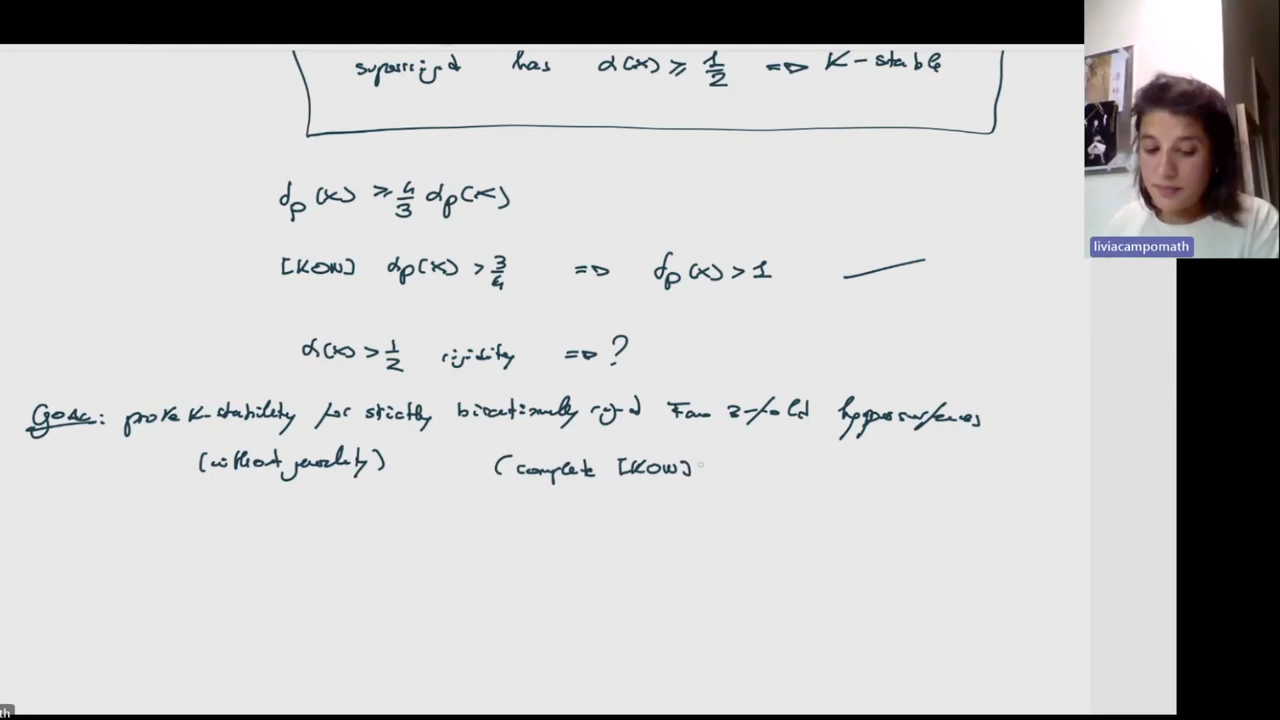 superrigid has α(X) ≥ 1/2 => K-stable
δ_p(X) ≥ 4/3 α_p(X)
[KOW] α_p(X) > 3/4 => δ_p(X) > 1
α(X) > 1/2 rigidity => ?
Goal: prove K-stability for strictly birationally rigid Fano 3-fold hypersurfaces
(without generality) (complete [KOW]
liviacampomath
th